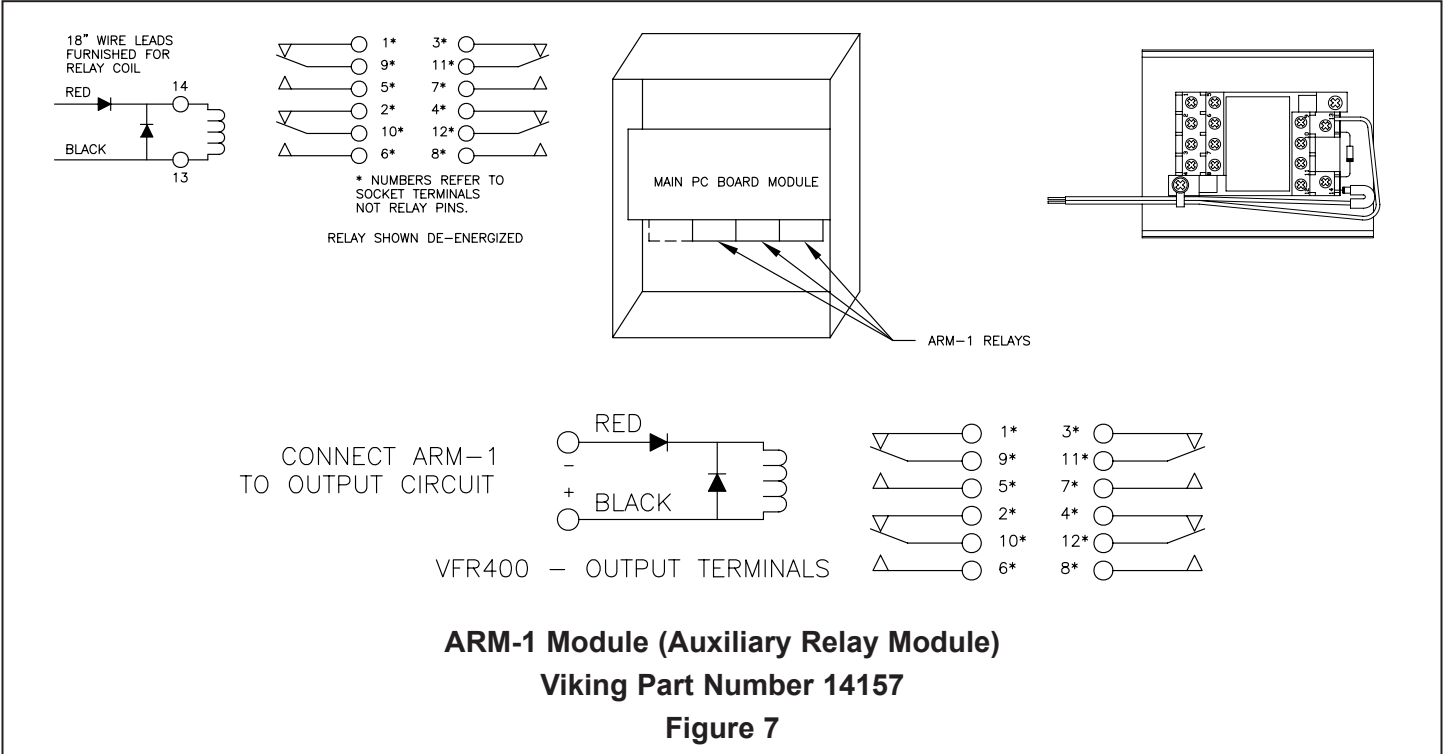 18" WIRE LEADS
FURNISHED FOR
RELAY COIL
RED
14
BLACK
13
1* 3*
9* 11*
5* 7*
2* 4*
10* 12*
6* 8*
* NUMBERS REFER TO
SOCKET TERMINALS
NOT RELAY PINS.
RELAY SHOWN DE-ENERGIZED
MAIN PC BOARD MODULE
ARM-1 RELAYS
CONNECT ARM-1
TO OUTPUT CIRCUIT
RED
-
+
BLACK
VFR400 - OUTPUT TERMINALS
1* 3*
9* 11*
5* 7*
2* 4*
10* 12*
6* 8*
ARM-1 Module (Auxiliary Relay Module)
Viking Part Number 14157
Figure 7